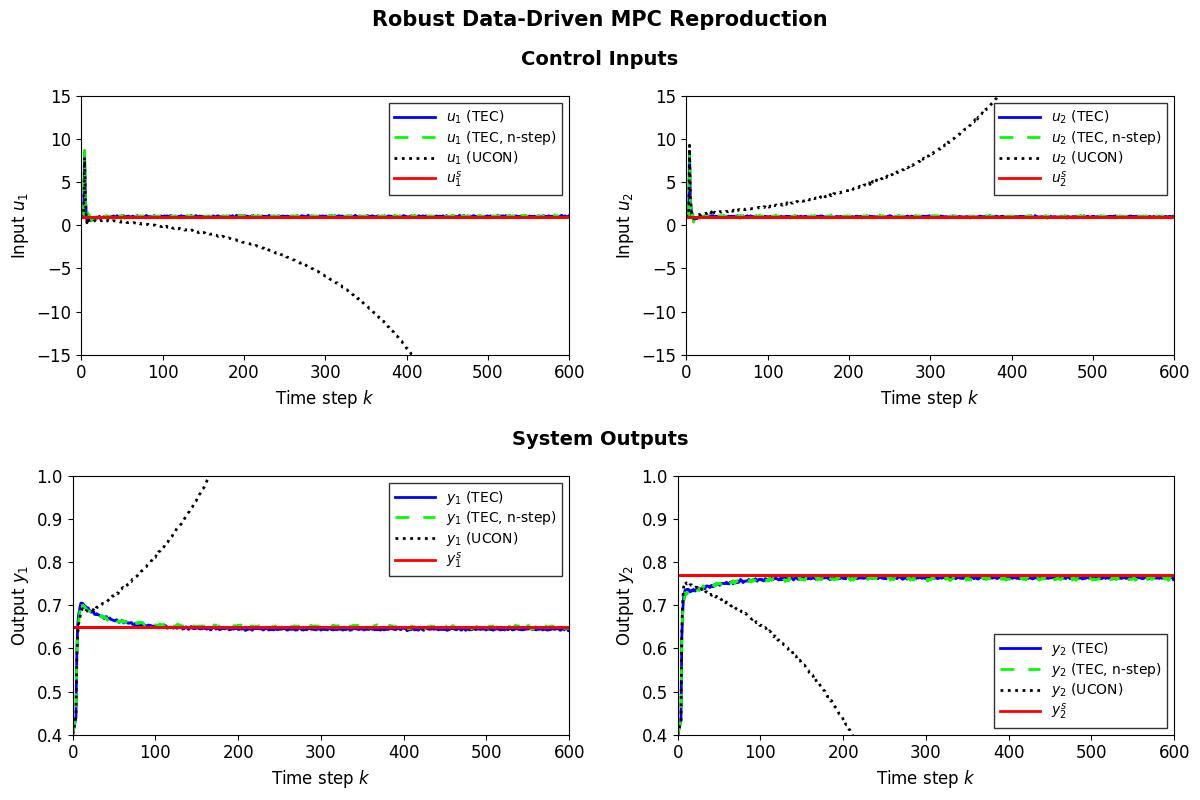 Robust Data-Driven MPC Reproduction
Control Inputs
15
10
5
0
−5
−10
−15
Input u₁
0 100 200 300 400 500 600
Time step k
u₁ (TEC)
u₁ (TEC, n-step)
u₁ (UCON)
u₁ˢ
15
10
5
0
−5
−10
−15
Input u₂
0 100 200 300 400 500 600
Time step k
u₂ (TEC)
u₂ (TEC, n-step)
u₂ (UCON)
u₂ˢ
System Outputs
1.0
0.9
0.8
0.7
0.6
0.5
0.4
Output y₁
0 100 200 300 400 500 600
Time step k
y₁ (TEC)
y₁ (TEC, n-step)
y₁ (UCON)
y₁ˢ
1.0
0.9
0.8
0.7
0.6
0.5
0.4
Output y₂
0 100 200 300 400 500 600
Time step k
y₂ (TEC)
y₂ (TEC, n-step)
y₂ (UCON)
y₂ˢ